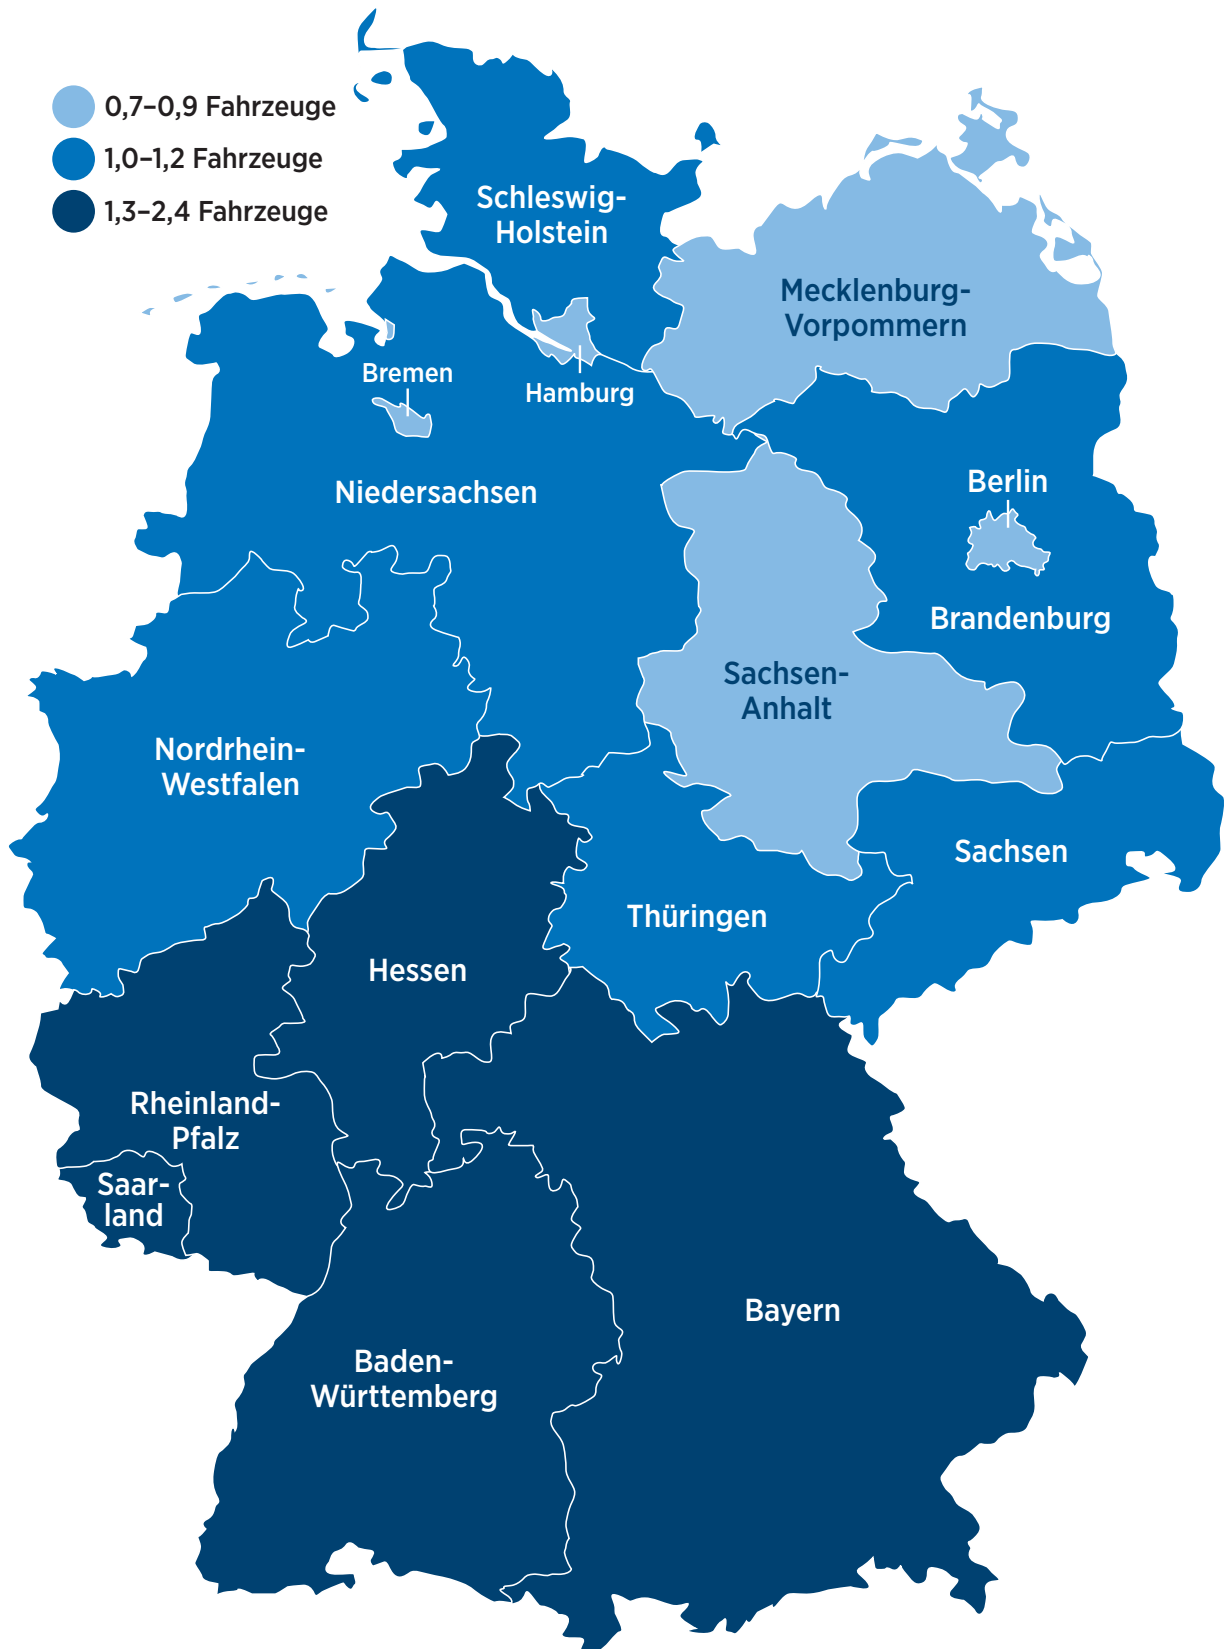 0,7–0,9 Fahrzeuge
1,0–1,2 Fahrzeuge
1,3–2,4 Fahrzeuge
Schleswig-
Holstein
Mecklenburg-
Vorpommern
Bremen
Hamburg
Niedersachsen
Berlin
Brandenburg
Sachsen-
Anhalt
Nordrhein-
Westfalen
Sachsen
Thüringen
Hessen
Rheinland-
Pfalz
Saar-
land
Bayern
Baden-
Württemberg